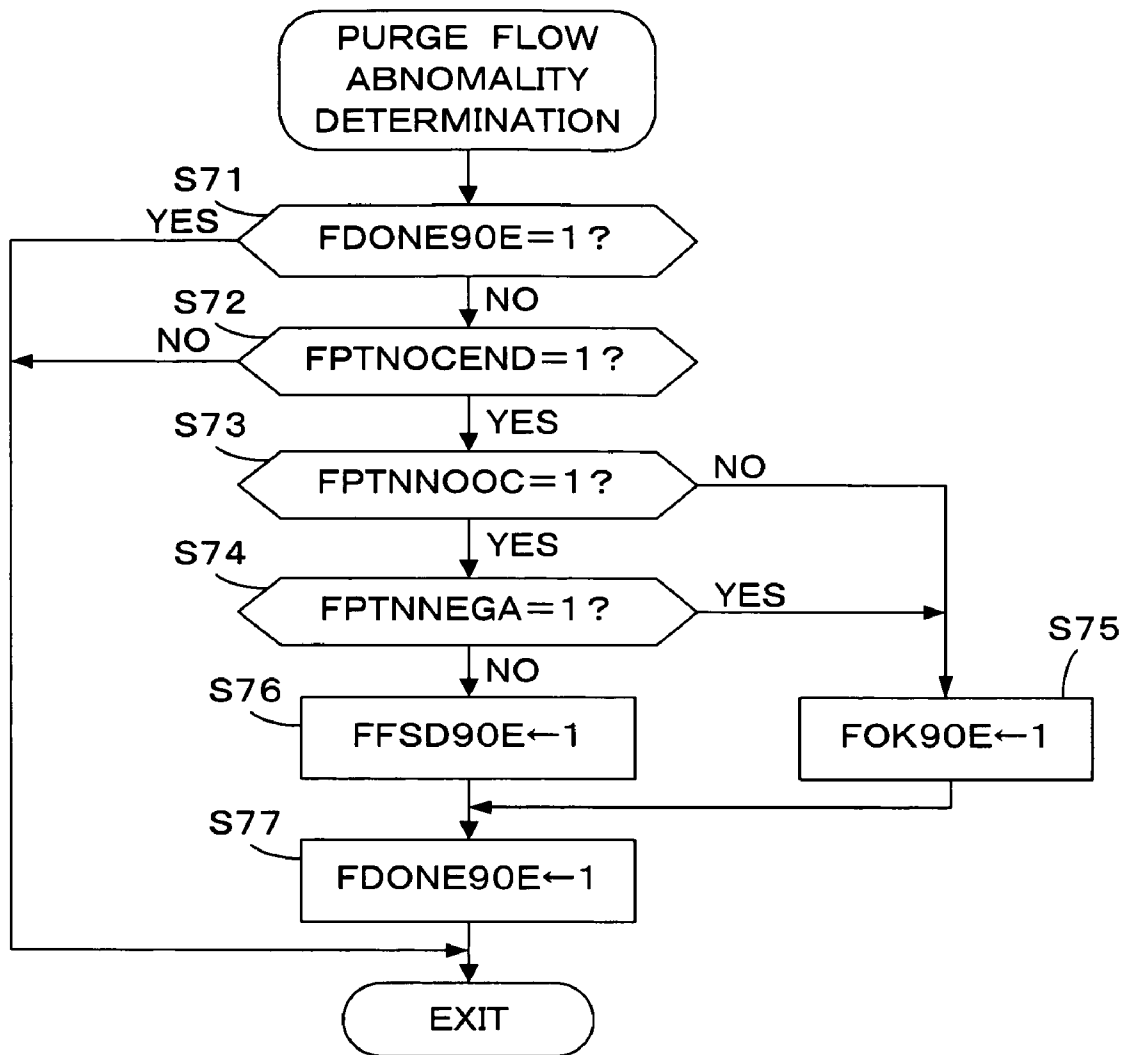 PURGE FLOW
ABNOMALITY
DETERMINATION
S71
YES
FDONE90E=1?
NO
S72
NO
FPTNOCEND=1?
YES
S73
FPTNNOOC=1?
NO
YES
S74
FPTNNEGA=1?
YES
NO
S75
S76
FFSD90E←1
FOK90E←1
S77
FDONE90E←1
EXIT